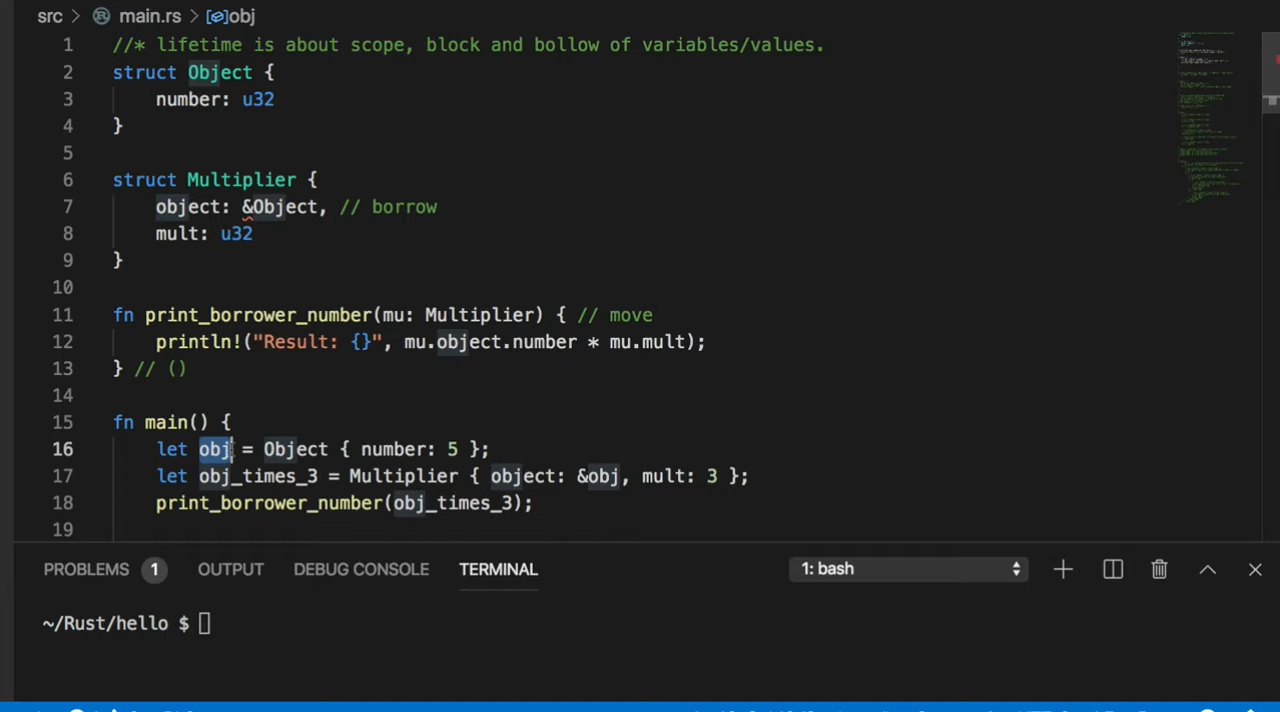 src > main.rs > obj
1 //* lifetime is about scope, block and bollow of variables/values.
2 struct Object {
3 number: u32
4 }
5
6 struct Multiplier {
7 object: &Object, // borrow
8 mult: u32
9 }
10
11 fn print_borrower_number(mu: Multiplier) { // move
12 println!("Result: {}", mu.object.number * mu.mult);
13 } // ()
14
15 fn main() {
16 let obj = Object { number: 5 };
17 let obj_times_3 = Multiplier { object: &obj, mult: 3 };
18 print_borrower_number(obj_times_3);
19
PROBLEMS 1 OUTPUT DEBUG CONSOLE TERMINAL 1: bash
~/Rust/hello $